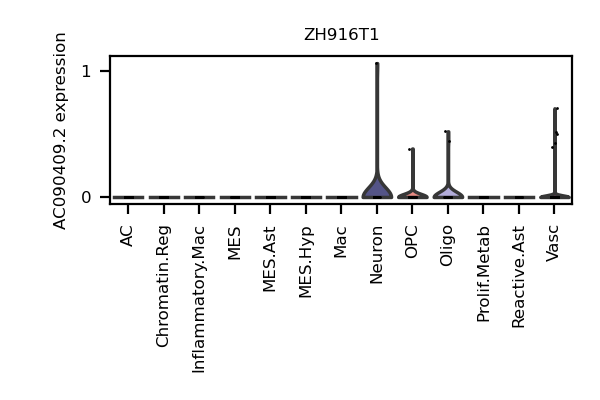 ZH916T1
AC090409.2 expression
1
0
AC
Chromatin.Reg
Inflammatory.Mac
MES
MES.Ast
MES.Hyp
Mac
Neuron
OPC
Oligo
Prolif.Metab
Reactive.Ast
Vasc